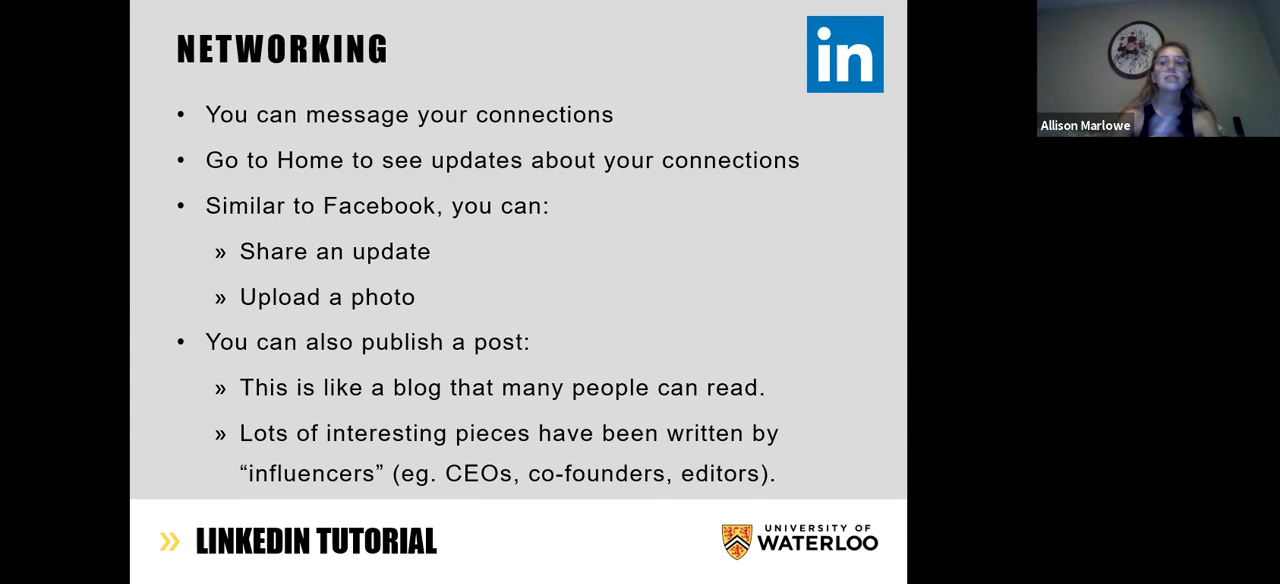 NETWORKING
in
• You can message your connections
• Go to Home to see updates about your connections
• Similar to Facebook, you can:
» Share an update
» Upload a photo
• You can also publish a post:
» This is like a blog that many people can read.
» Lots of interesting pieces have been written by
“influencers” (eg. CEOs, co-founders, editors).
» LINKEDIN TUTORIAL
UNIVERSITY OF
WATERLOO
Allison Marlowe